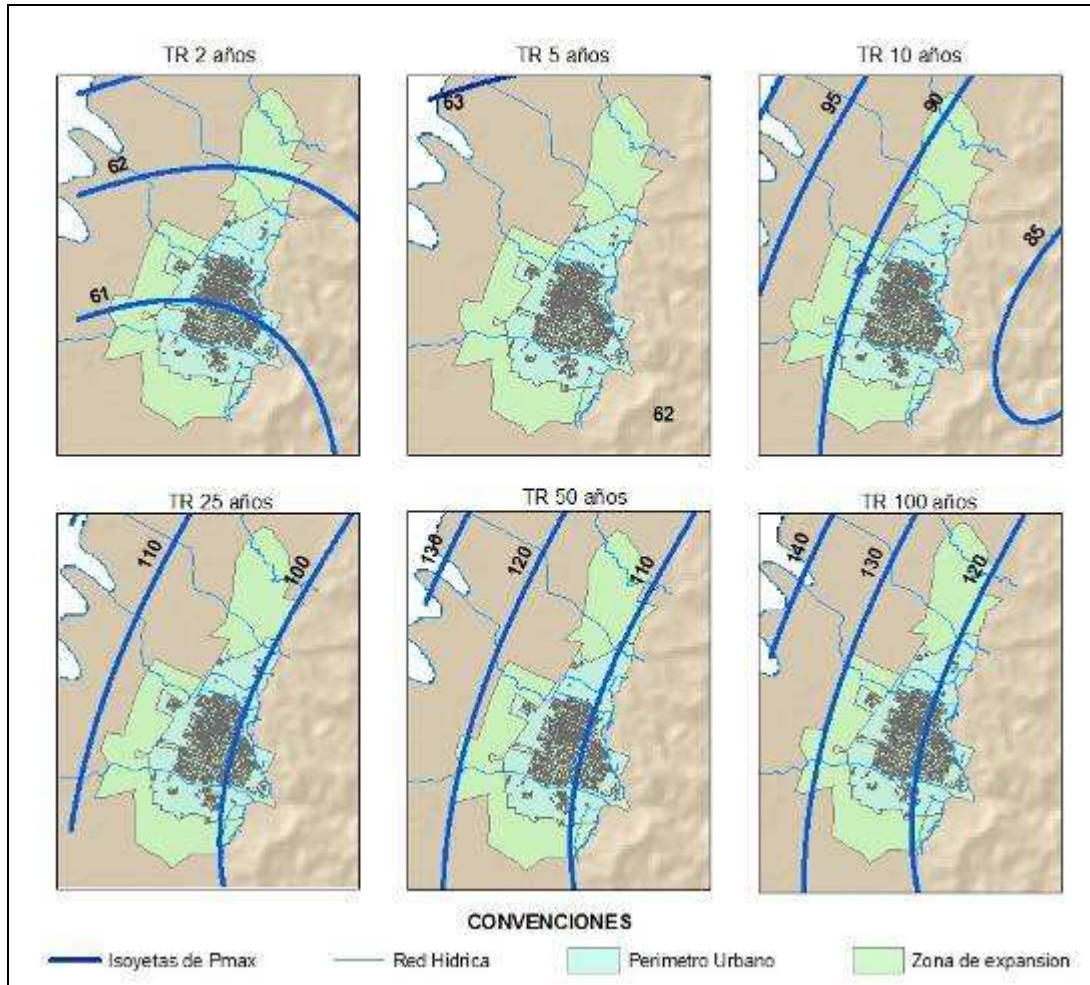 TR 2 años
TR 5 años
TR 10 años
62
61
63
62
95
90
85
TR 25 años
TR 50 años
TR 100 años
110
100
130
120
110
140
130
120
CONVENCIONES
Isoyetas de Pmax
Red Hidrica
Perimetro Urbano
Zona de expansion